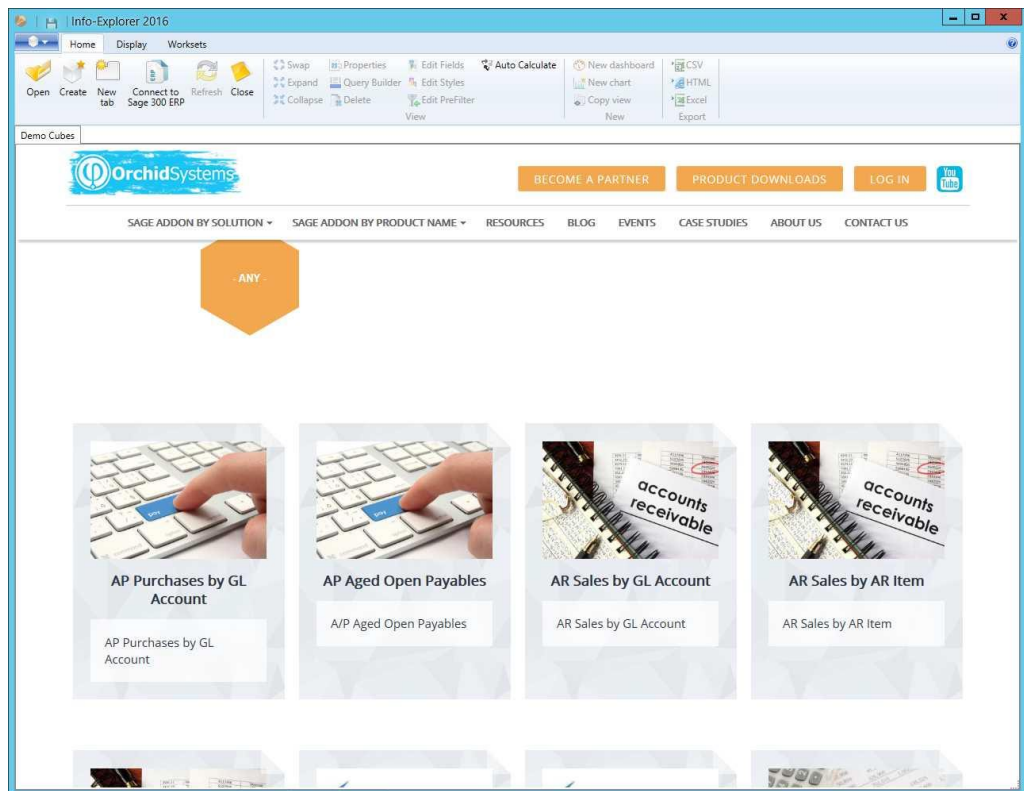 Info-Explorer 2016
Home Display Worksets
Swap Properties Edit Fields Auto Calculate New dashboard CSV
Expand Query Builder Edit Styles New chart HTML
Collapse Delete Edit PreFilter Copy view Excel
Open Create New tab Connect to Sage 300 ERP Refresh Close
View New Export
Demo Cubes
OrchidSystems
BECOME A PARTNER PRODUCT DOWNLOADS LOG IN You Tube
SAGE ADDON BY SOLUTION SAGE ADDON BY PRODUCT NAME RESOURCES BLOG EVENTS CASE STUDIES ABOUT US CONTACT US
- ANY -
pay
pay
accounts
receivable
accounts
receivable
AP Purchases by GL
Account
AP Purchases by GL
Account
AP Aged Open Payables
A/P Aged Open Payables
AR Sales by GL Account
AR Sales by GL Account
AR Sales by AR Item
AR Sales by AR Item